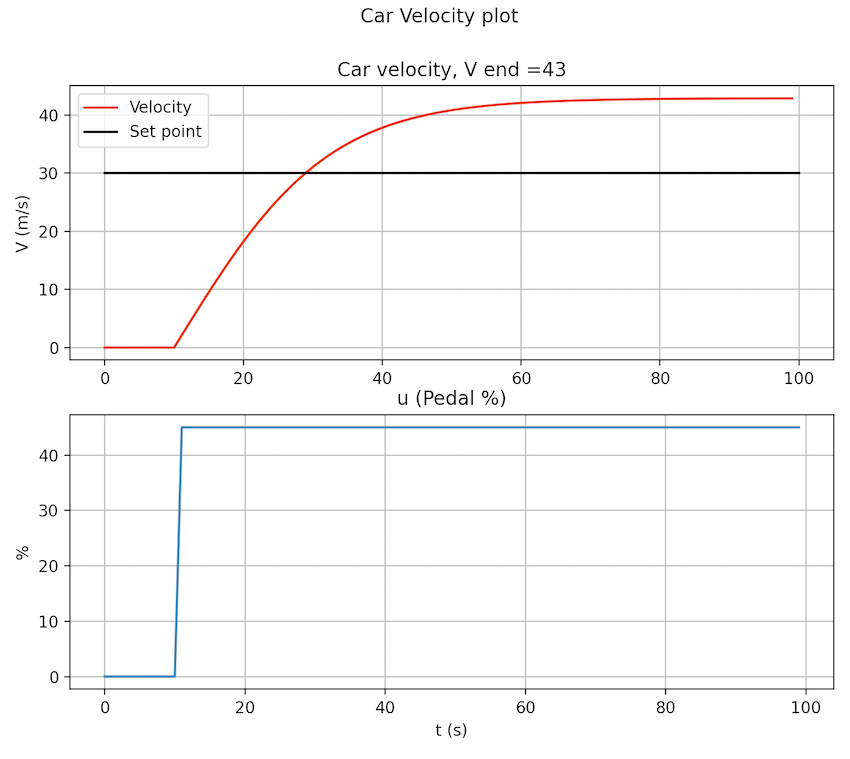 Car Velocity plot
Car velocity, V end =43
Velocity
Set point
V (m/s)
40
30
20
10
0
0 20 40 60 80 100
u (Pedal %)
%
40
30
20
10
0
0 20 40 60 80 100
t (s)